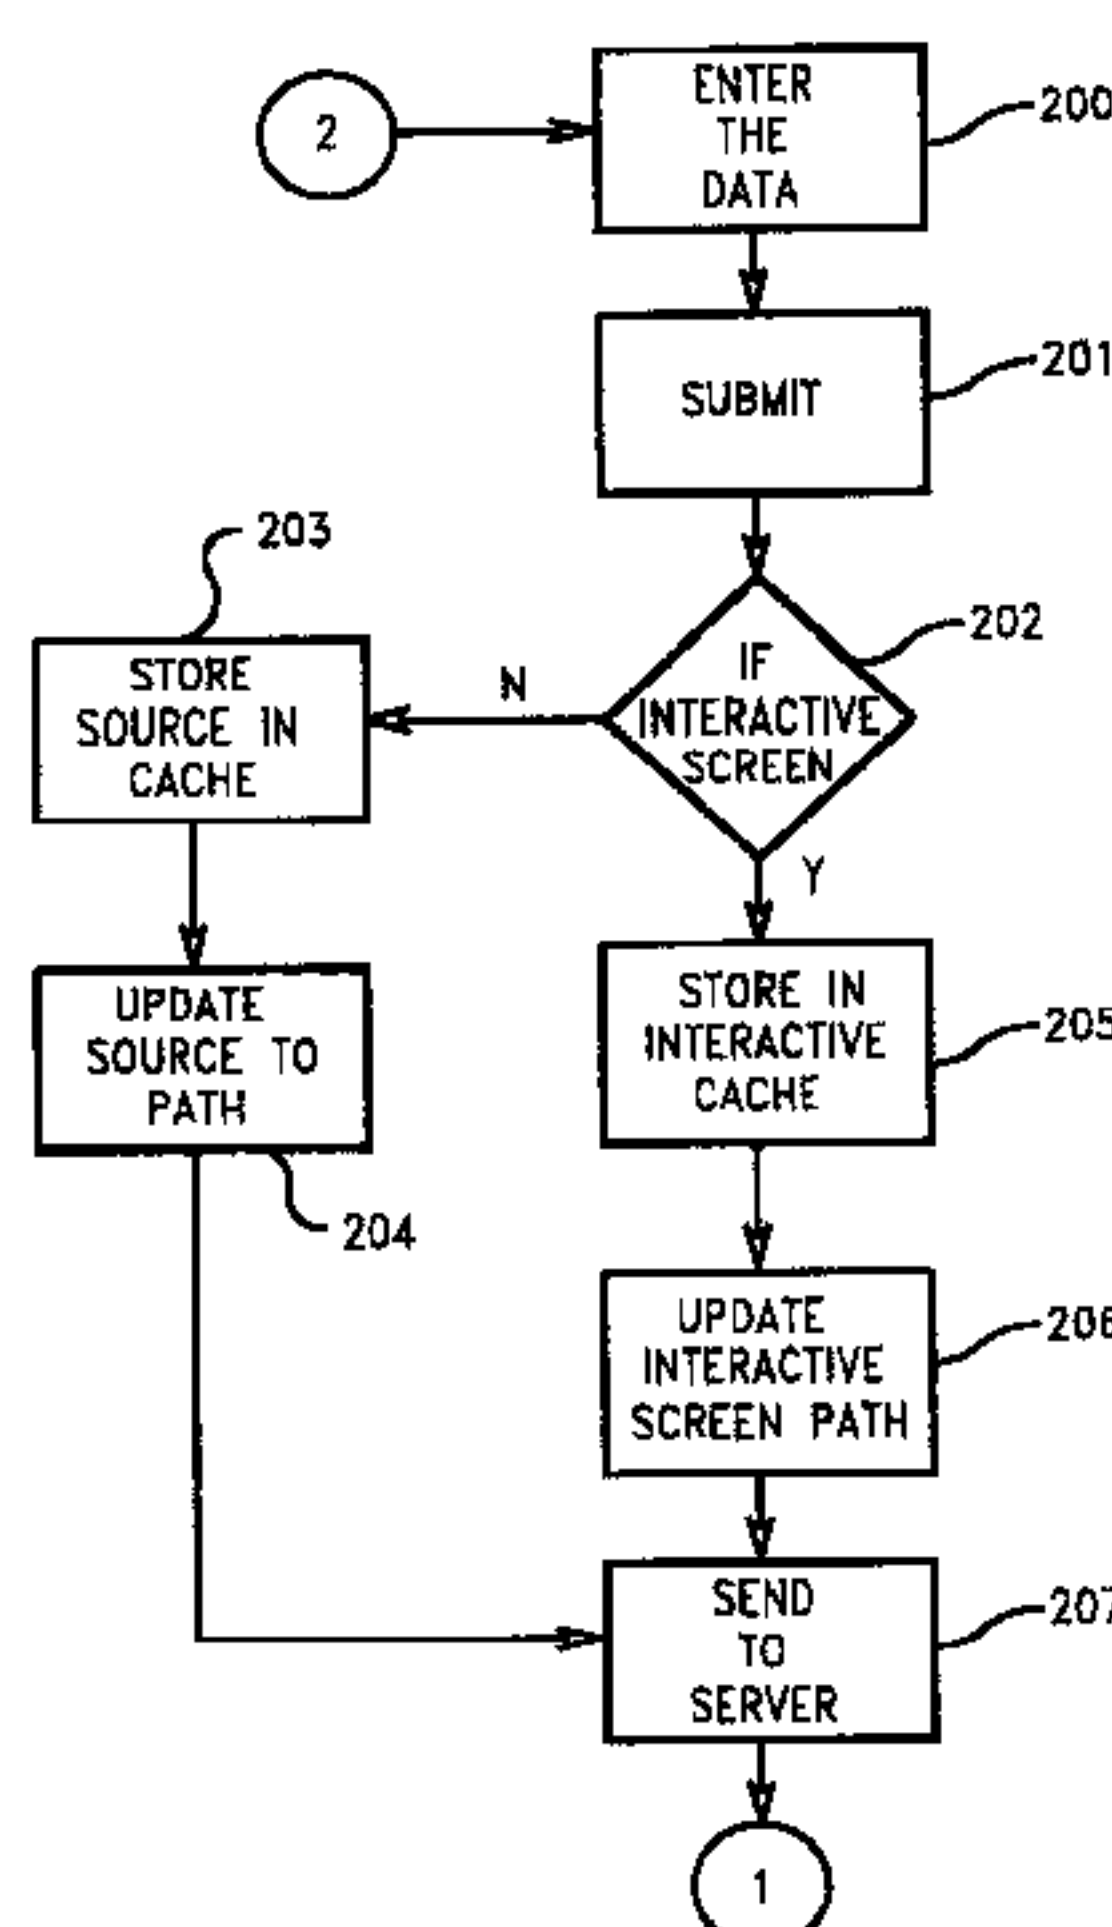 2
ENTER
THE
DATA
200
SUBMIT
201
IF
INTERACTIVE
SCREEN
202
N
Y
203
STORE
SOURCE IN
CACHE
UPDATE
SOURCE TO
PATH
204
STORE IN
INTERACTIVE
CACHE
205
UPDATE
INTERACTIVE
SCREEN PATH
206
SEND
TO
SERVER
207
1